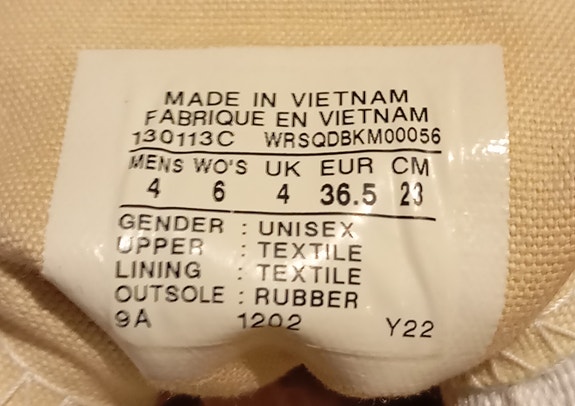 MADE IN VIETNAM
FABRIQUE EN VIETNAM
130113C WRSQDBKM00056
MENS WO'S UK EUR CM
4 6 4 36.5 23
GENDER : UNISEX
UPPER : TEXTILE
LINING : TEXTILE
OUTSOLE : RUBBER
9A 1202 Y22